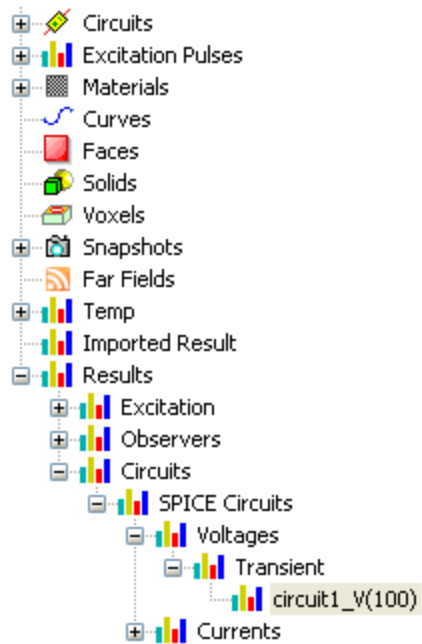 Circuits
Excitation Pulses
Materials
Curves
Faces
Solids
Voxels
Snapshots
Far Fields
Temp
Imported Result
Results
Excitation
Observers
Circuits
SPICE Circuits
Voltages
Transient
circuit1_V(100)
Currents